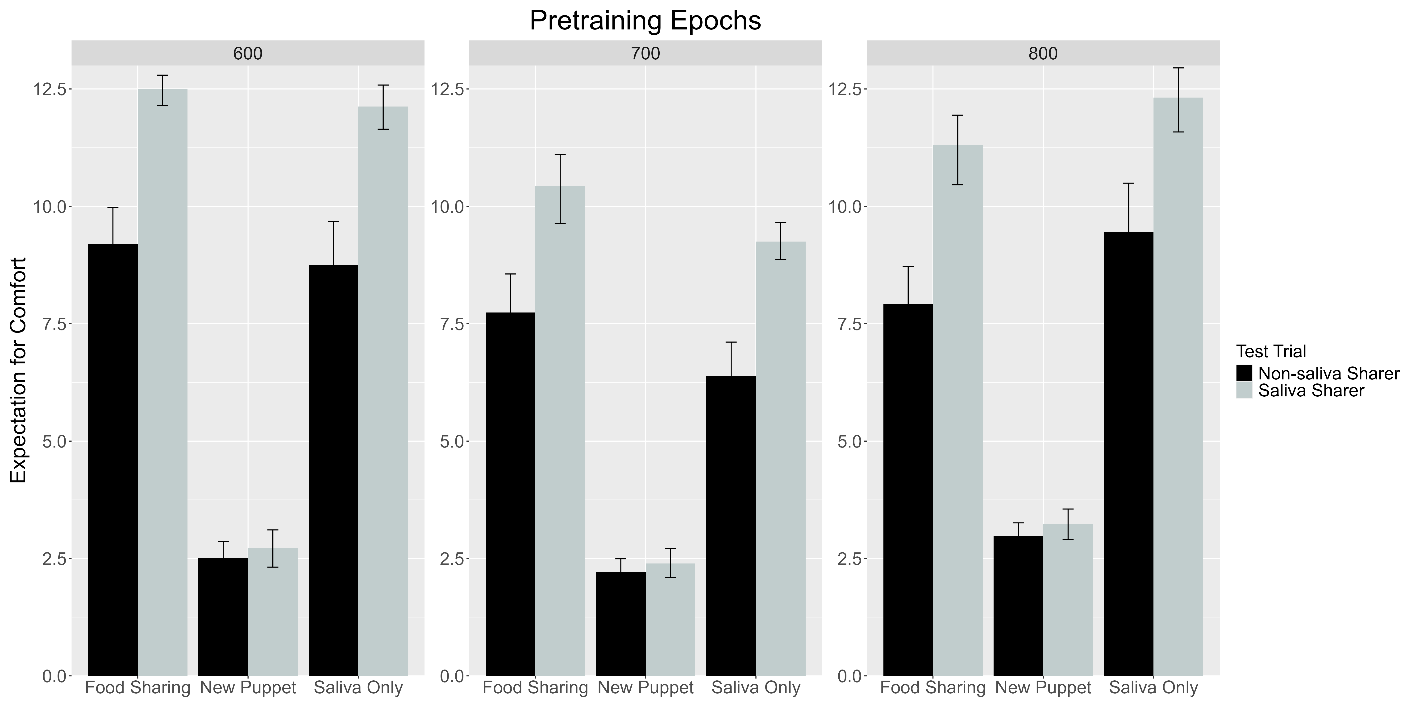 Pretraining Epochs
600
700
800
Expectation for Comfort
12.5
10.0
7.5
5.0
2.5
0.0
12.5
10.0
7.5
5.0
2.5
0.0
12.5
10.0
7.5
5.0
2.5
0.0
Food Sharing New Puppet Saliva Only
Food Sharing New Puppet Saliva Only
Food Sharing New Puppet Saliva Only
Test Trial
Non-saliva Sharer
Saliva Sharer